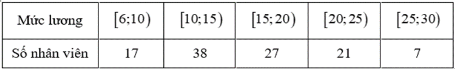 Mức lương [6;10) [10;15) [15;20) [20;25) [25;30)
Số nhân viên 17 38 27 21 7